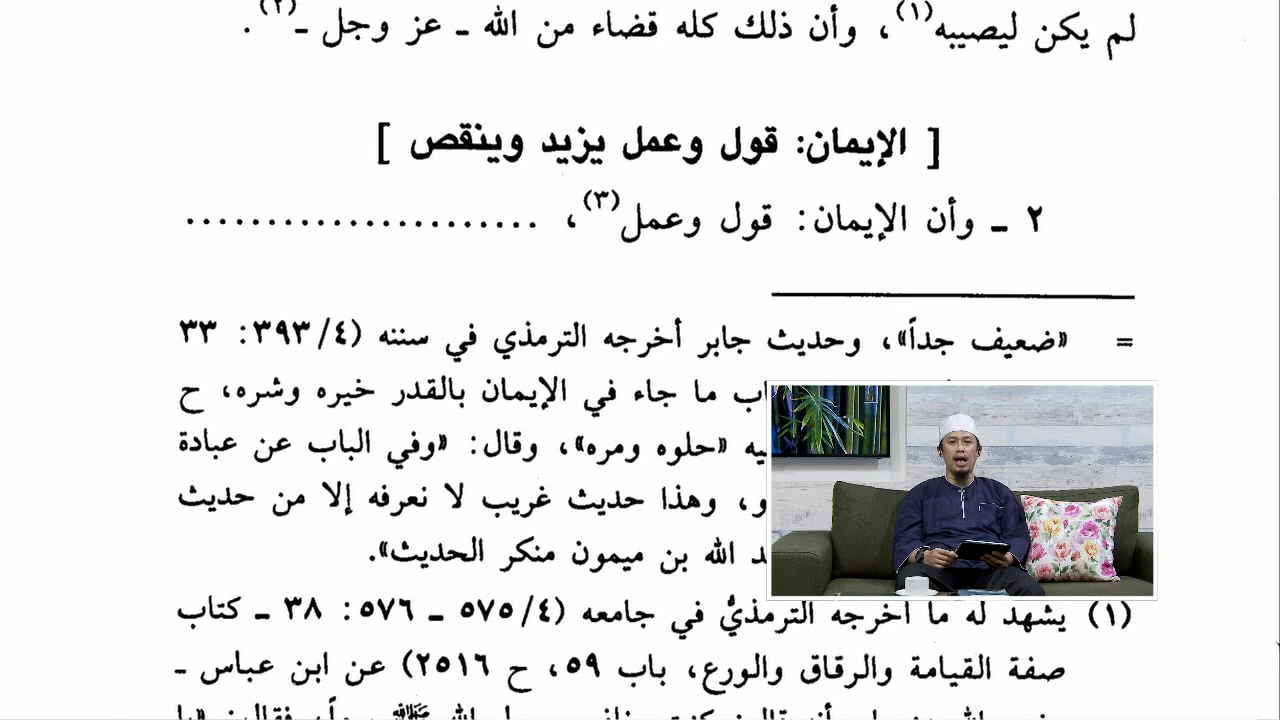 لم يكن ليصيبه(١)، وأن ذلك كله قضاء من الله ـ عز وجل ـ(٢).
[ الإيمان: قول وعمل يزيد وينقص ]
٢ ـ وأن الإيمان: قول وعمل(٣)، ......................
= «ضعيف جداً»، وحديث جابر أخرجه الترمذي في سننه (٣٩٣/٤: ٣٣
ما جاء في الإيمان بالقدر خيره وشره، ح
«حلوه ومره»، وقال: «وفي الباب عن عبادة
وهذا حديث غريب لا نعرفه إلا من حديث
الله بن ميمون منكر الحديث».
(١) يشهد له ما أخرجه الترمذيُّ في جامعه (٥٧٥/٤ ـ ٥٧٦: ٣٨ ـ كتاب
صفة القيامة والرقاق والورع، باب ٥٩، ح ٢٥١٦) عن ابن عباس ـ